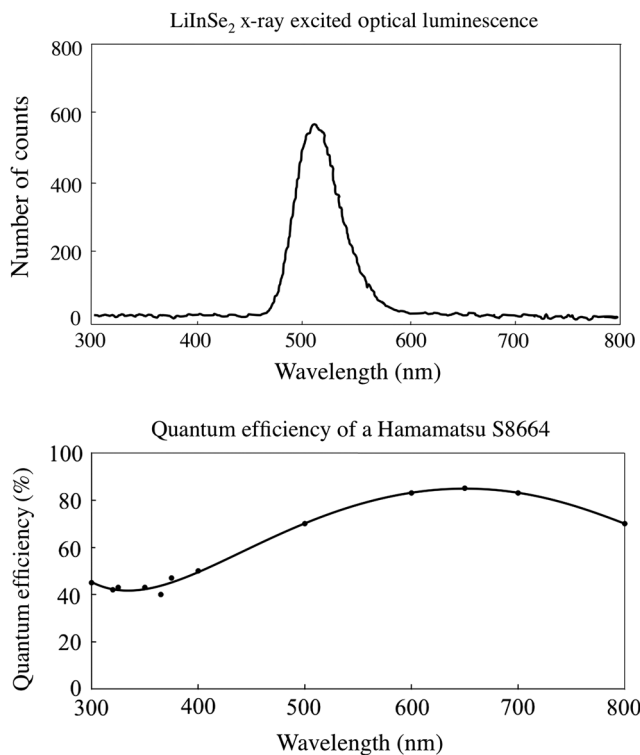 LiInSe₂ x-ray excited optical luminescence
800
600
400
200
0
Number of counts
300 400 500 600 700 800
Wavelength (nm)
Quantum efficiency of a Hamamatsu S8664
100
80
60
40
20
0
Quantum efficiency (%)
300 400 500 600 700 800
Wavelength (nm)